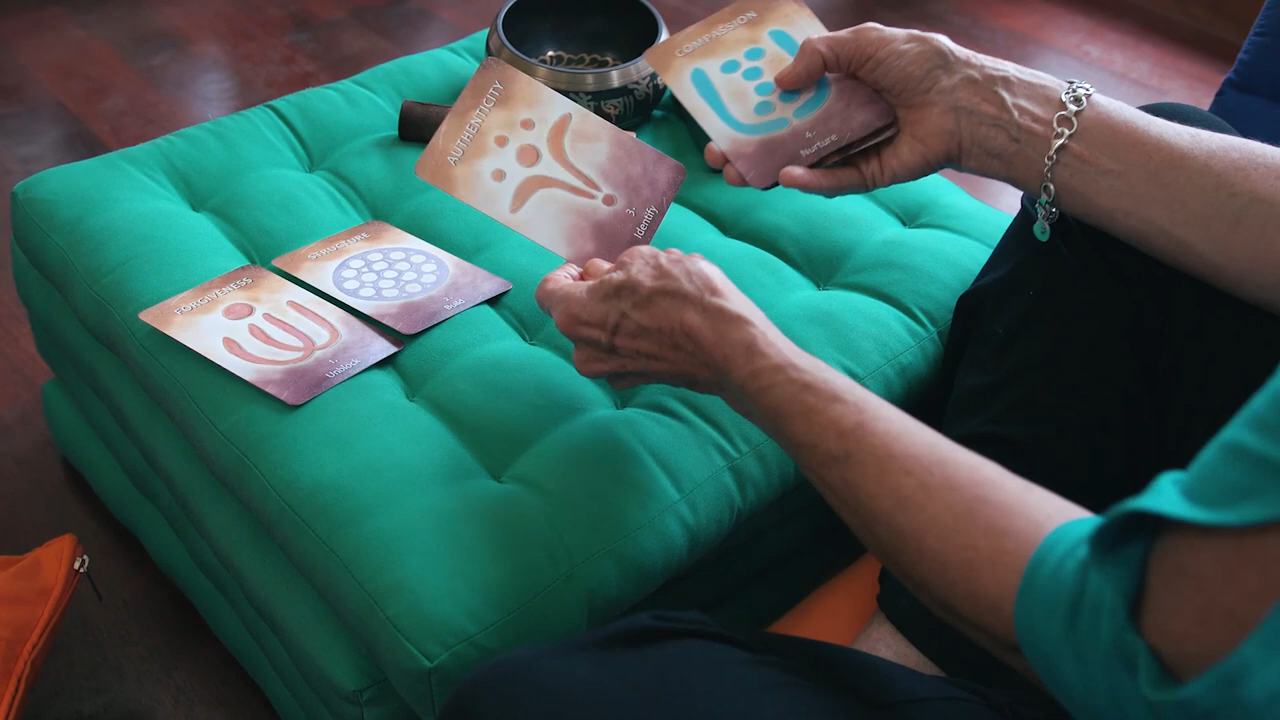 FORGIVENESS
1.
Unblock
STRUCTURE
2.
Build
AUTHENTICITY
3.
Identify
COMPASSION
4.
Nurture